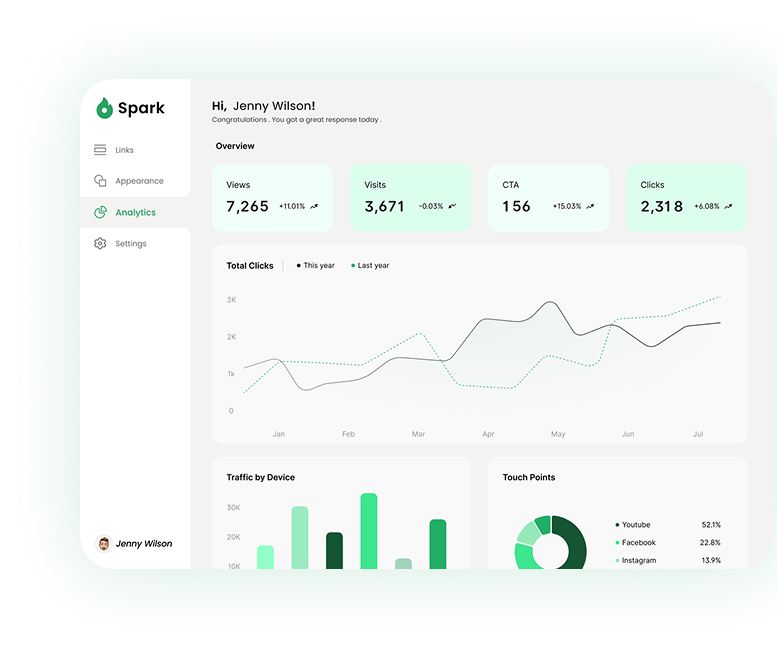 Spark
Links
Appearance
Analytics
Settings
Jenny Wilson
Hi, Jenny Wilson!
Congratulations . You got a great response today .
Overview
Views
7,265 +11.01%
Visits
3,671 -0.03%
CTA
156 +15.03%
Clicks
2,318 +6.08%
Total Clicks This year Last year
3K
2K
1k
0
Jan Feb Mar Apr May Jun Jul
Traffic by Device
30K
20K
10K
Touch Points
Youtube 52.1%
Facebook 22.8%
Instagram 13.9%